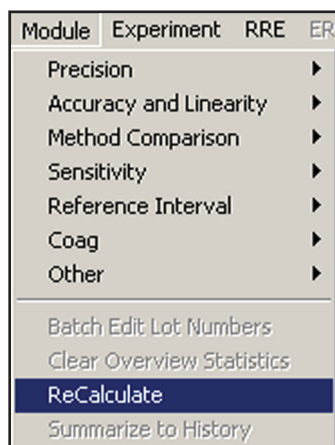 Module Experiment RRE ER
Precision
Accuracy and Linearity
Method Comparison
Sensitivity
Reference Interval
Coag
Other
Batch Edit Lot Numbers
Clear Overview Statistics
ReCalculate
Summarize to History